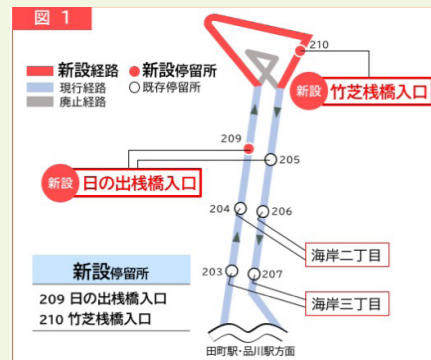 図 1
新設経路
現行経路
廃止経路
新設停留所
既存停留所
210
新設 竹芝桟橋入口
209
205
新設 日の出桟橋入口
204
206
海岸二丁目
203
207
海岸三丁目
新設停留所
209 日の出桟橋入口
210 竹芝桟橋入口
田町駅・品川駅方面